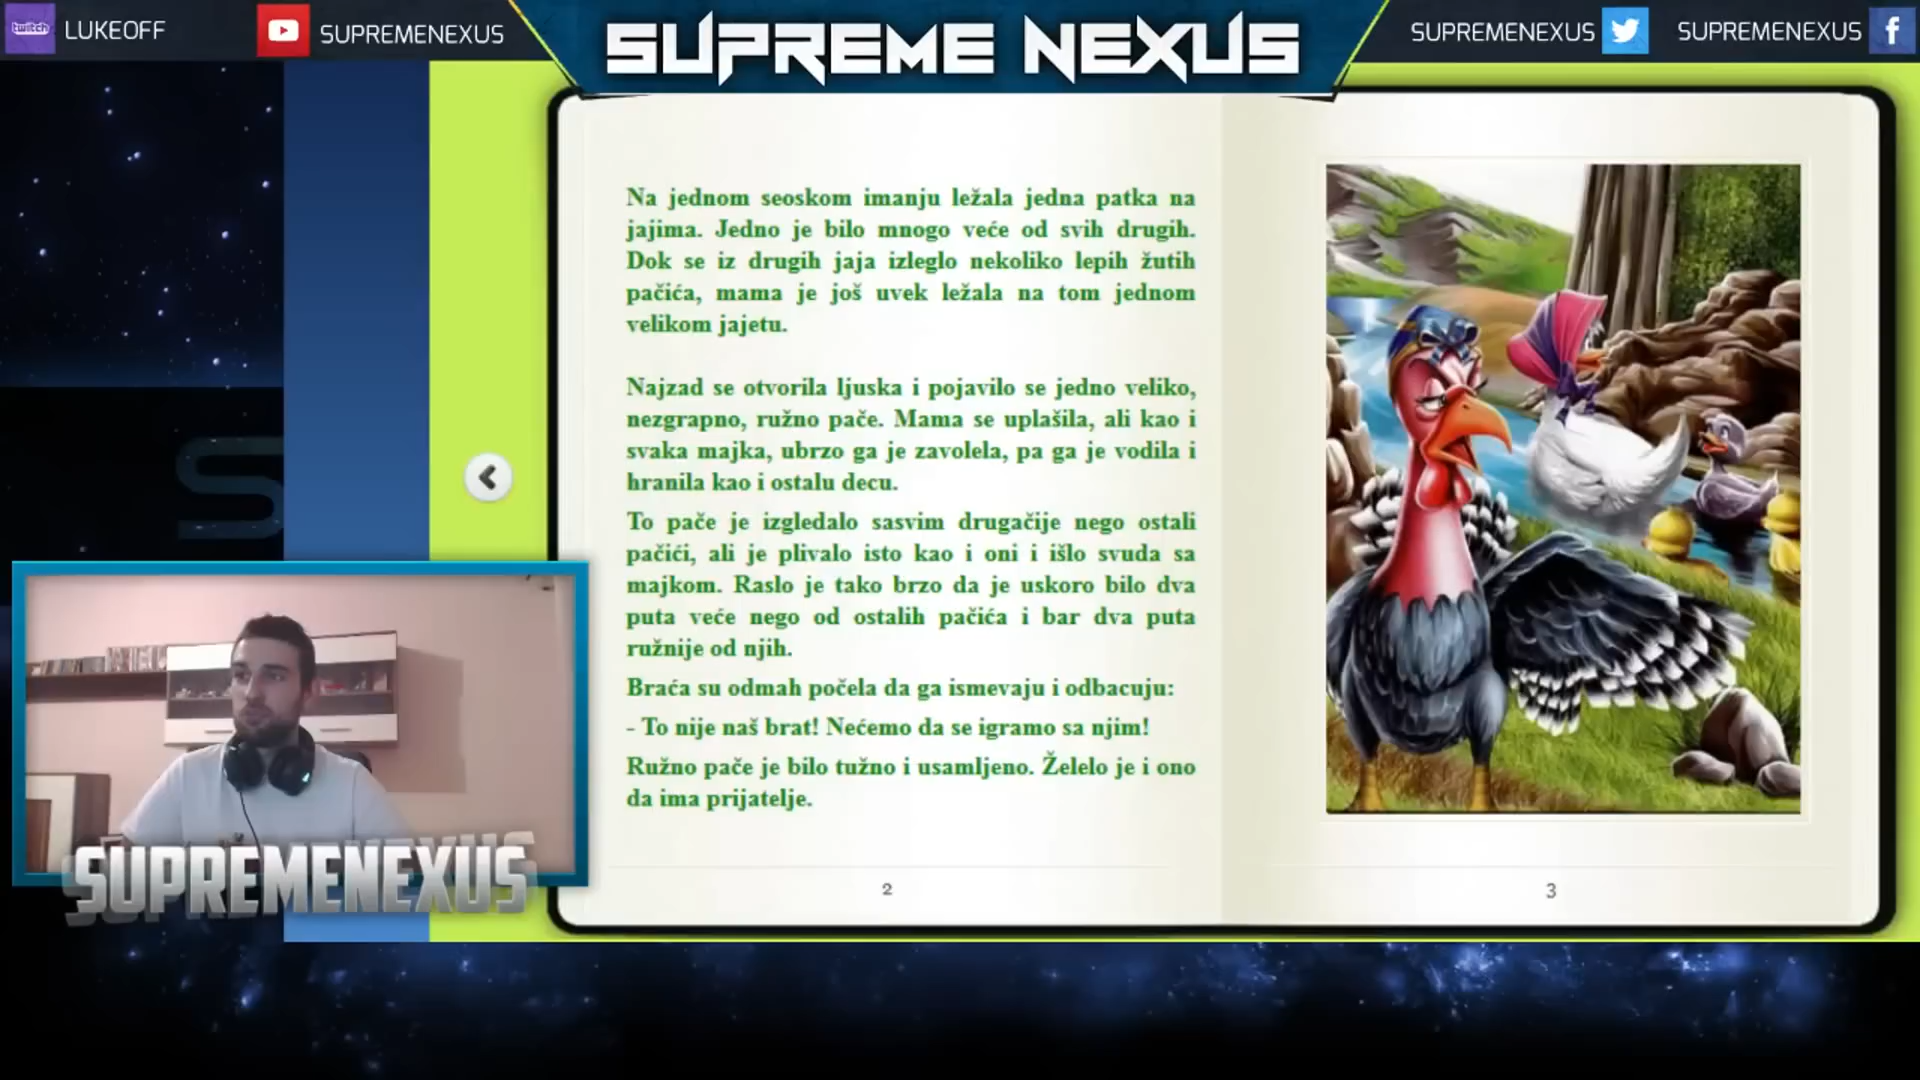 twitch LUKEOFF
SUPREMENEXUS
SUPREME NEXUS
SUPREMENEXUS
SUPREMENEXUS
Na jednom seoskom imanju ležala jedna patka na
jajima. Jedno je bilo mnogo veće od svih drugih.
Dok se iz drugih jaja izleglo nekoliko lepih žutih
pačića, mama je još uvek ležala na tom jednom
velikom jajetu.
Najzad se otvorila ljuska i pojavilo se jedno veliko,
nezgrapno, ružno pače. Mama se uplašila, ali kao i
svaka majka, ubrzo ga je zavolela, pa ga je vodila i
hranila kao i ostalu decu.
To pače je izgledalo sasvim drugačije nego ostali
pačići, ali je plivalo isto kao i oni i išlo svuda sa
majkom. Raslo je tako brzo da je uskoro bilo dva
puta veće nego od ostalih pačića i bar dva puta
ružnije od njih.
Braća su odmah počela da ga ismevaju i odbacuju:
- To nije naš brat! Nećemo da se igramo sa njim!
Ružno pače je bilo tužno i usamljeno. Želelo je i ono
da ima prijatelje.
2
3
SUPREMENEXUS